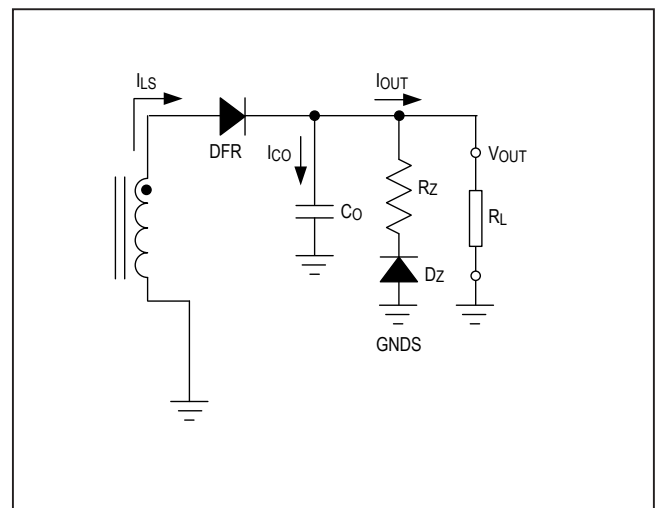 ILS
IOUT
DFR
ICO
VOUT
RZ
CO
RL
DZ
GNDS